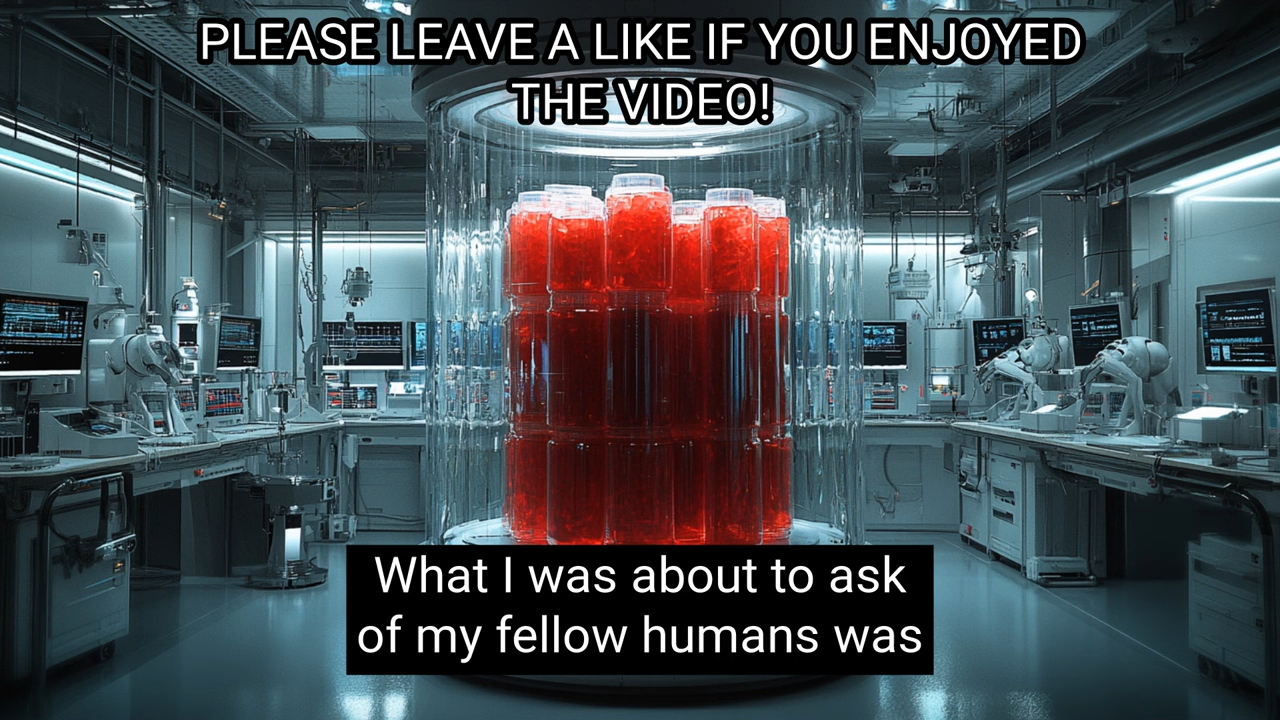 PLEASE LEAVE A LIKE IF YOU ENJOYED
THE VIDEO!
What I was about to ask
of my fellow humans was